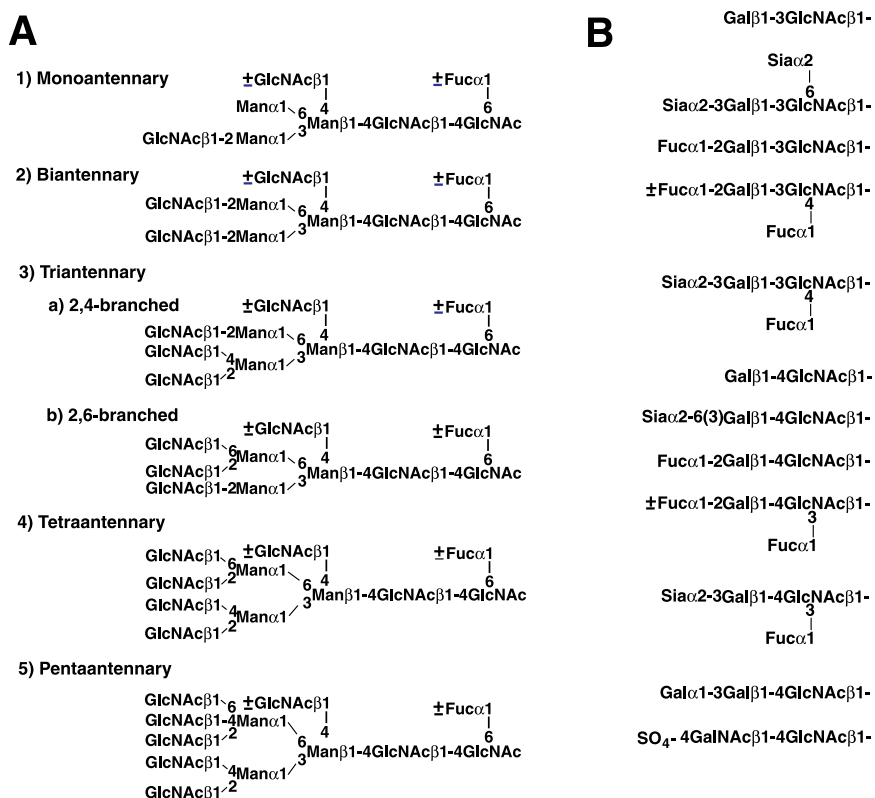 A
1) Monoantennary
±GlcNAcβ1 ±Fucα1
Manα1 6 4 6
Manβ1-4GlcNAcβ1-4GlcNAc
GlcNAcβ1-2 Manα1 3
2) Biantennary
±GlcNAcβ1 ±Fucα1
GlcNAcβ1-2Manα1 6 4 6
Manβ1-4GlcNAcβ1-4GlcNAc
GlcNAcβ1-2Manα1 3
3) Triantennary
a) 2,4-branched
±GlcNAcβ1 ±Fucα1
GlcNAcβ1-2Manα1 6 4 6
GlcNAcβ1 4 3 Manβ1-4GlcNAcβ1-4GlcNAc
Manα1
GlcNAcβ1 2
b) 2,6-branched
±GlcNAcβ1 ±Fucα1
GlcNAcβ1 6
Manα1 6 4 6
GlcNAcβ1 2 Manβ1-4GlcNAcβ1-4GlcNAc
GlcNAcβ1-2Manα1 3
4) Tetraantennary
±GlcNAcβ1 ±Fucα1
GlcNAcβ1 6
Manα1 4 6
GlcNAcβ1 2 6
Manβ1-4GlcNAcβ1-4GlcNAc
GlcNAcβ1 4 3
Manα1
GlcNAcβ1 2
5) Pentaantennary
GlcNAcβ1 6 ±GlcNAcβ1 ±Fucα1
GlcNAcβ1-4Manα1 4 6
GlcNAcβ1 2 6
Manβ1-4GlcNAcβ1-4GlcNAc
GlcNAcβ1 4 3
Manα1
GlcNAcβ1 2
B
Galβ1-3GlcNAcβ1-
Siaα2
6
Siaα2-3Galβ1-3GlcNAcβ1-
Fucα1-2Galβ1-3GlcNAcβ1-
±Fucα1-2Galβ1-3GlcNAcβ1-
4
Fucα1
Siaα2-3Galβ1-3GlcNAcβ1-
4
Fucα1
Galβ1-4GlcNAcβ1-
Siaα2-6(3)Galβ1-4GlcNAcβ1-
Fucα1-2Galβ1-4GlcNAcβ1-
±Fucα1-2Galβ1-4GlcNAcβ1-
3
Fucα1
Siaα2-3Galβ1-4GlcNAcβ1-
3
Fucα1
Galα1-3Galβ1-4GlcNAcβ1-
SO4- 4GalNAcβ1-4GlcNAcβ1-